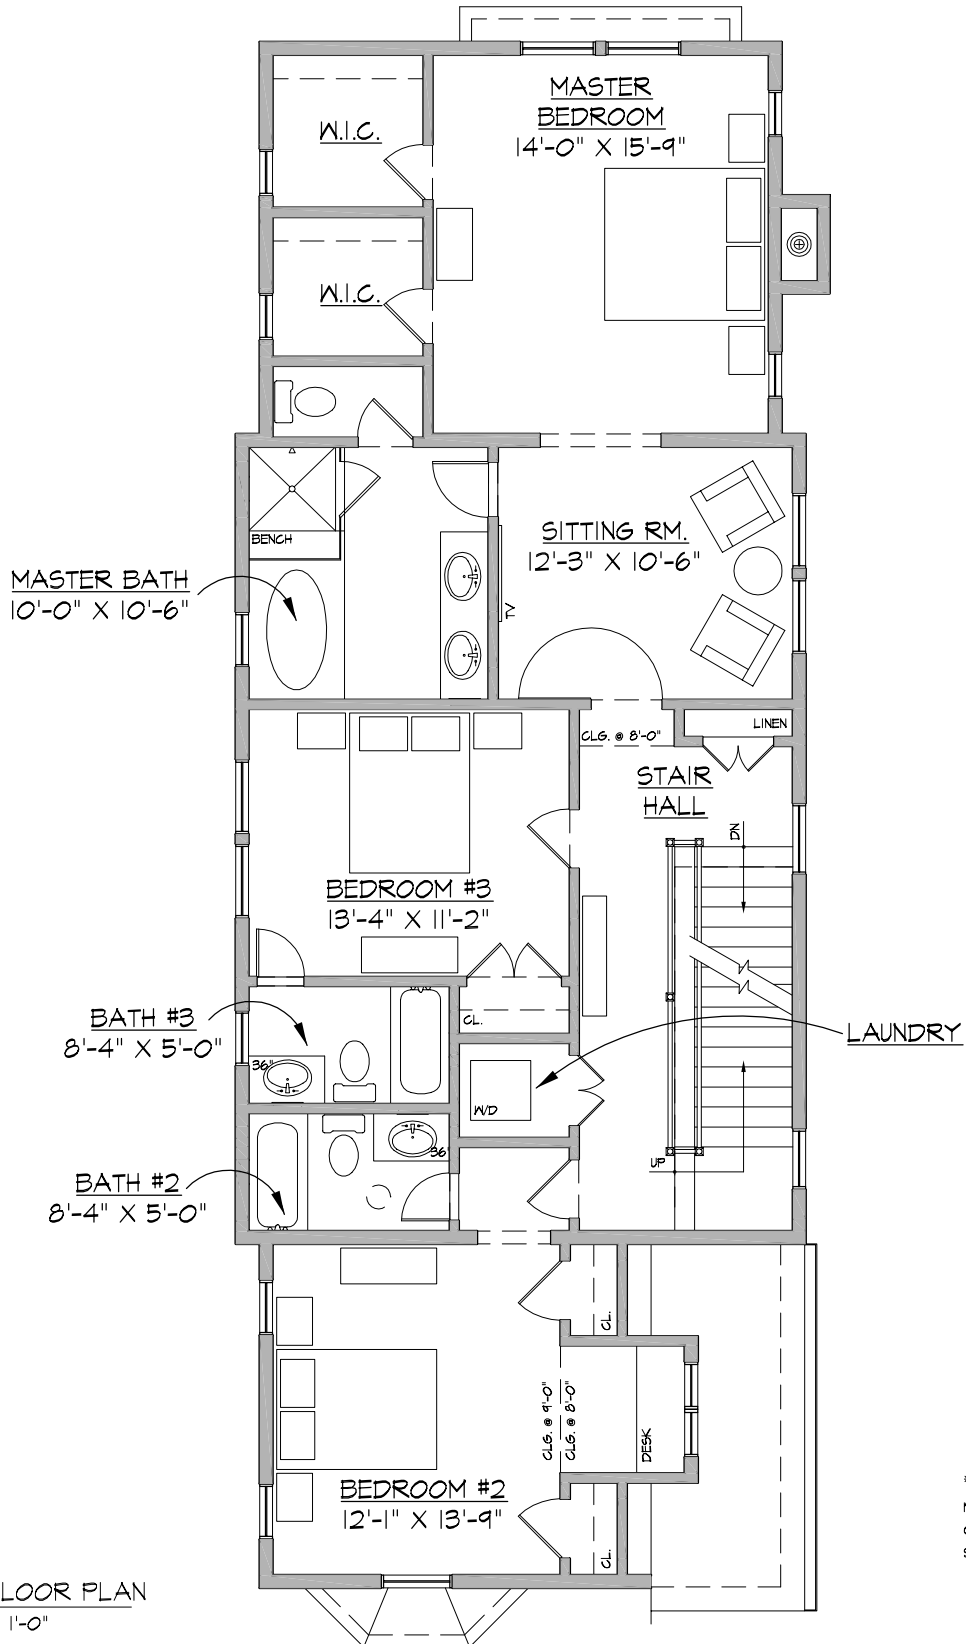 MASTER
BEDROOM
14'-0" X 15'-9"
W.I.C.
W.I.C.
SITTING RM.
12'-3" X 10'-6"
BENCH
MASTER BATH
10'-0" X 10'-6"
TV
LINEN
CLG. @ 8'-0"
STAIR
HALL
DN
BEDROOM #3
13'-4" X 11'-2"
CL.
BATH #3
8'-4" X 5'-0"
36"
LAUNDRY
W/D
36"
UP
BATH #2
8'-4" X 5'-0"
CL.
CLG. @ 9'-0"
CLG. @ 8'-0"
DESK
BEDROOM #2
12'-1" X 13'-9"
CL.
LOOR PLAN
1'-0"